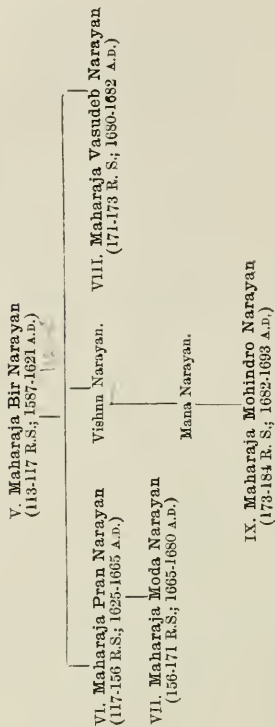 V. Maharaja Bir Narayan
(113-117 R.S.; 1587-1621 A.D.)
VI. Maharaja Pran Narayan
(117-156 R.S.; 1625-1665 A.D.)
Vishnu Narayan.
VIII. Maharaja Vasudeb Narayan
(171-173 R. S.; 1680-1682 A.D.)
VII. Maharaja Moda Narayan
(156-171 R.S.; 1665-1680 A.D.)
Mana Narayan.
IX. Maharaja Mohindro Narayan
(173-184 R. S.; 1682-1693 A.D.)